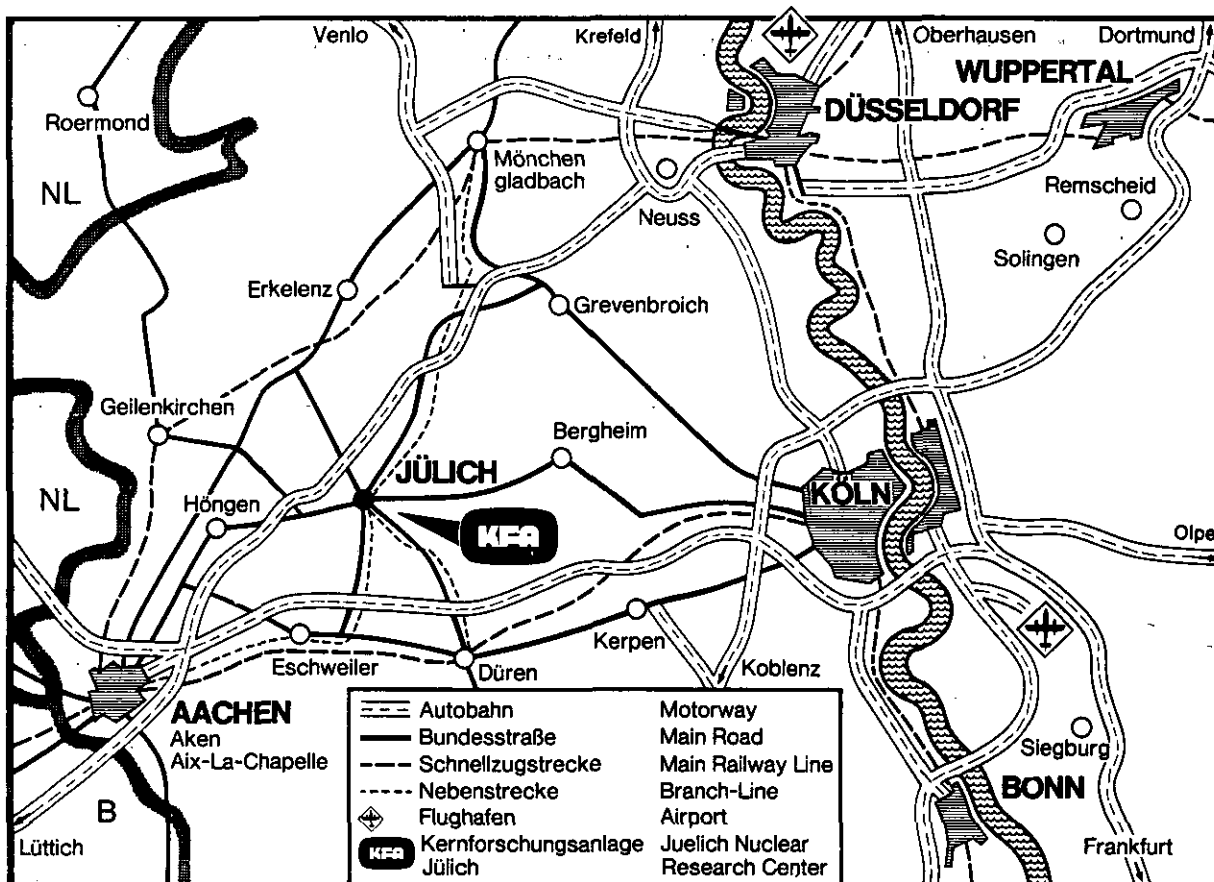 Venlo
Krefeld
Oberhausen
Dortmund
WUPPERTAL
DÜSSELDORF
Roermond
Mönchen
gladbach
NL
Remscheid
Neuss
Solingen
Erkelenz
Grevenbroich
Geilenkirchen
Bergheim
JÜLICH
NL
Höngen
KÖLN
KFA
Olpe
Kerpen
Eschweiler
Düren
Koblenz
AACHEN
Aken
Aix-La-Chapelle
Siegburg
BONN
B
Lüttich
Frankfurt
Autobahn Motorway
Bundesstraße Main Road
Schnellzugstrecke Main Railway Line
Nebenstrecke Branch-Line
Flughafen Airport
KFA Kernforschungsanlage Juelich Nuclear
Jülich Research Center